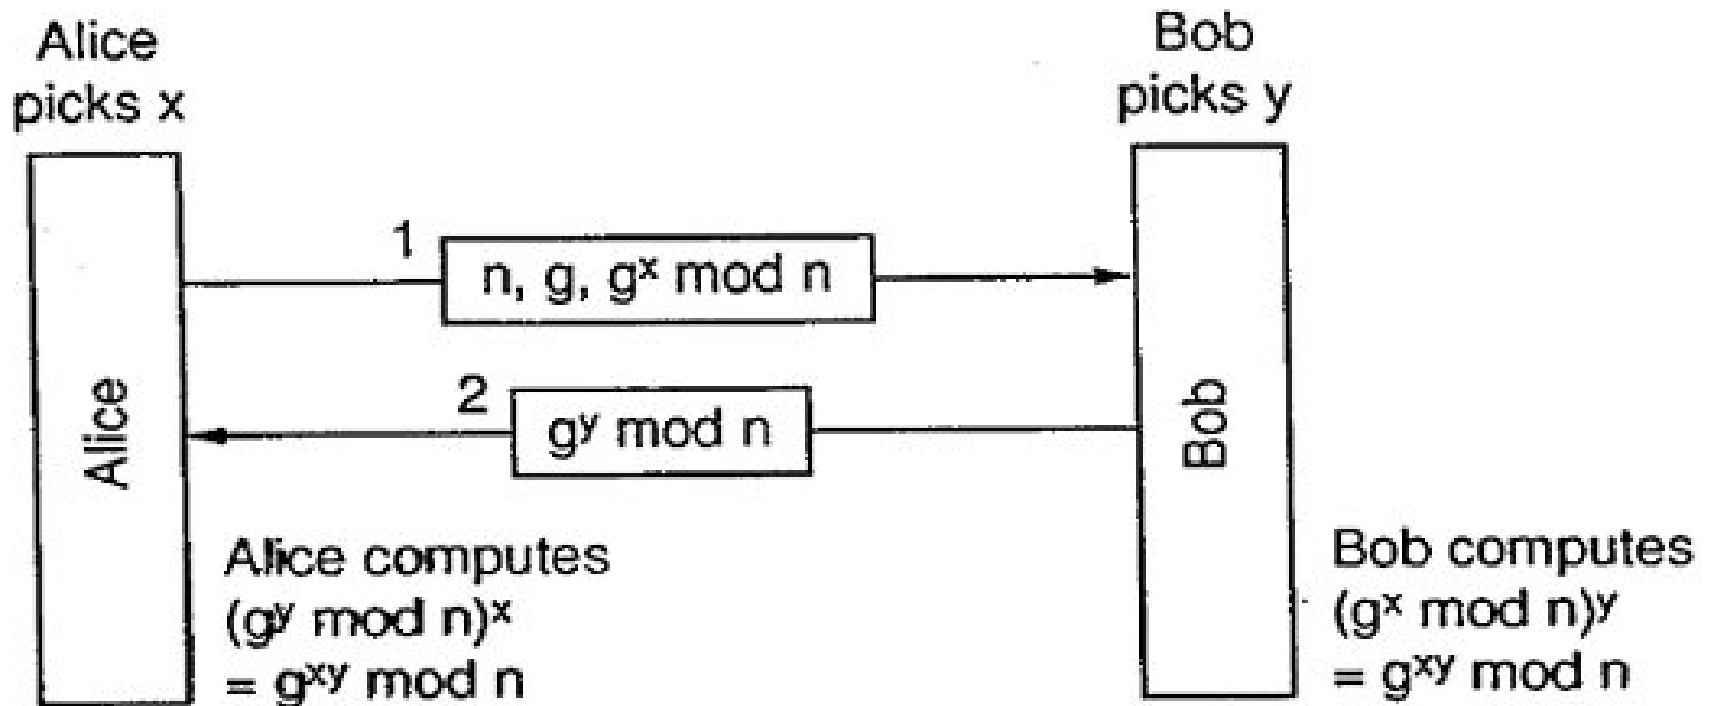 Alice
picks x
Bob
picks y
1
n, g, gˣ mod n
2
gʸ mod n
Alice
Bob
Alice computes
(gʸ mod n)ˣ
= gˣʸ mod n
Bob computes
(gˣ mod n)ʸ
= gˣʸ mod n